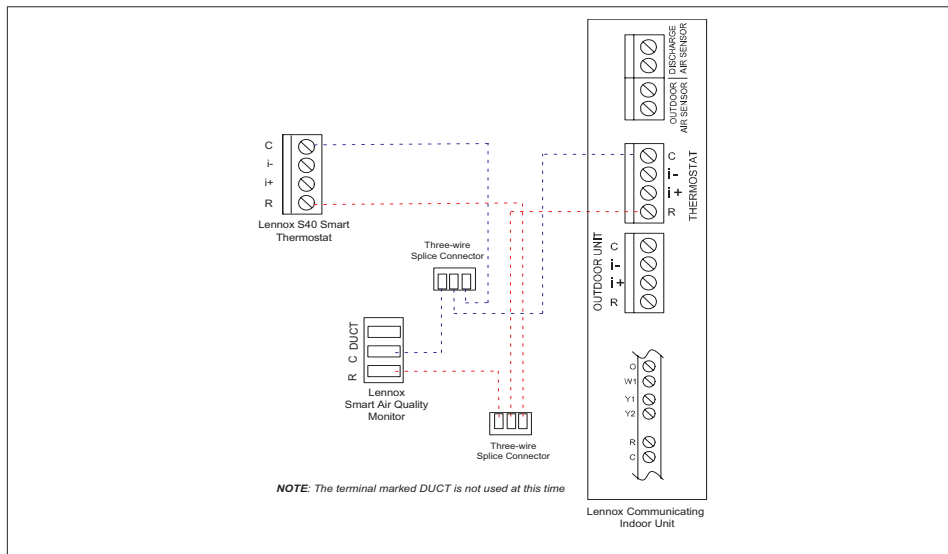 DISCHARGE
AIR SENSOR
OUTDOOR
AIR SENSOR
C
i-
i+
R
Lennox S40 Smart
Thermostat
C
i-
i+
R
THERMOSTAT
Three-wire
Splice Connector
C
i-
i+
R
OUTDOOR UNIT
DUCT
C
R
Lennox
Smart Air Quality
Monitor
Three-wire
Splice Connector
O
W1
Y1
Y2
R
C
NOTE: The terminal marked DUCT is not used at this time
Lennox Communicating
Indoor Unit